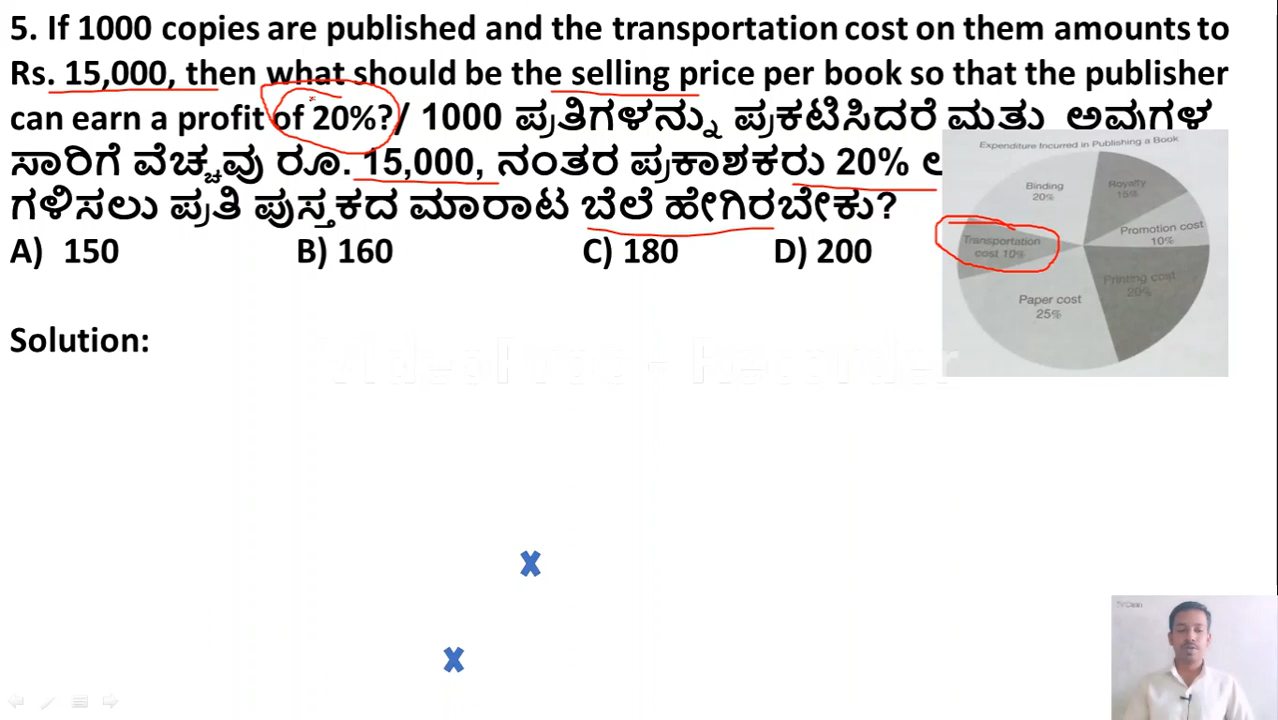 5. If 1000 copies are published and the transportation cost on them amounts to
Rs. 15,000, then what should be the selling price per book so that the publisher
can earn a profit of 20%?/ 1000 ಪ್ರತಿಗಳನ್ನು ಪ್ರಕಟಿಸಿದರೆ ಮತ್ತು ಅವುಗಳ
ಸಾರಿಗೆ ವೆಚ್ಚವು ರೂ. 15,000, ನಂತರ ಪ್ರಕಾಶಕರು 20%
ಗಳಿಸಲು ಪ್ರತಿ ಪುಸ್ತಕದ ಮಾರಾಟ ಬೆಲೆ ಹೇಗಿರಬೇಕು?
A) 150 B) 160 C) 180 D) 200
Expenditure Incurred in Publishing a Book
Binding
20%
Royalty
15%
Promotion cost
10%
Transportation
cost 10%
Printing cost
20%
Paper cost
25%
Solution:
VideoProc - Recorder